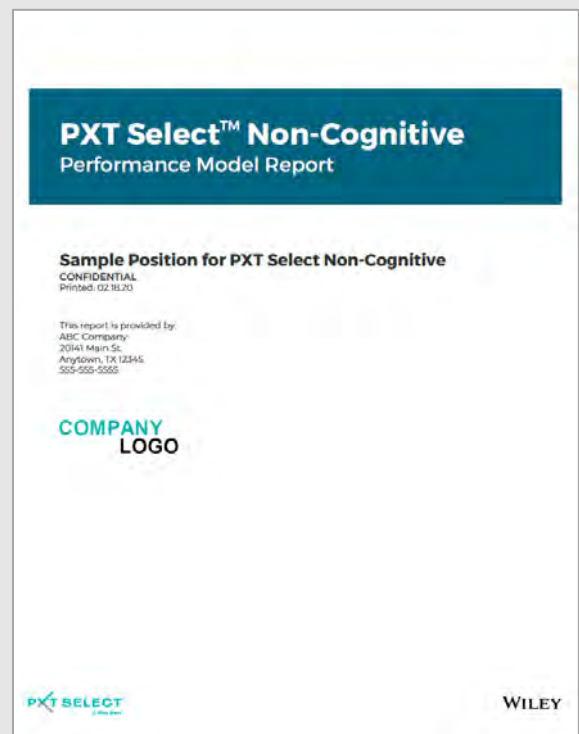 PXT Select™ Non-Cognitive
Performance Model Report
Sample Position for PXT Select Non-Cognitive
CONFIDENTIAL
Printed: 02.18.20
This report is provided by:
ABC Company
20141 Main St.
Anytown, TX 12345
555-555-5555
COMPANY
LOGO
PXT SELECT
WILEY